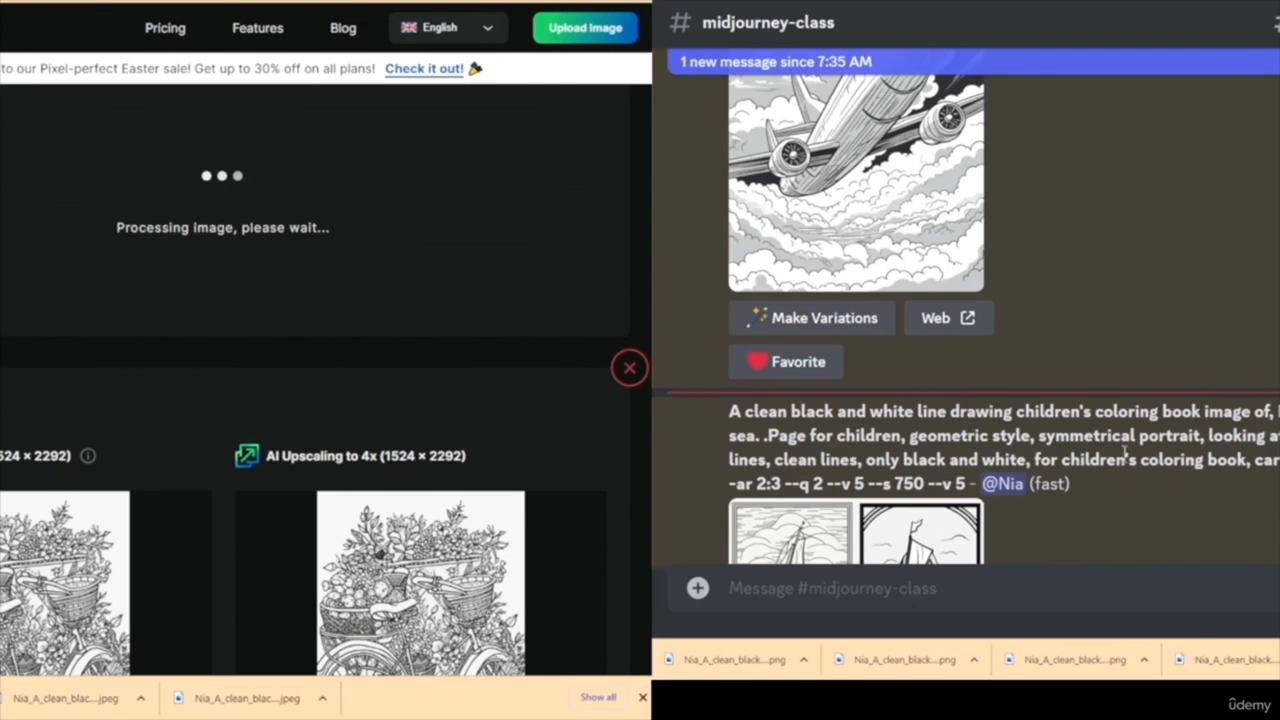 Pricing Features Blog English Upload Image
to our Pixel-perfect Easter sale! Get up to 30% off on all plans! Check it out!
Processing image, please wait...
524 × 2292) AI Upscaling to 4x (1524 × 2292)
Nia_A_clean_blac....jpeg Nia_A_clean_blac....jpeg Show all
# midjourney-class
1 new message since 7:35 AM
Make Variations Web
Favorite
A clean black and white line drawing children's coloring book image of,
sea. .Page for children, geometric style, symmetrical portrait, looking a
lines, clean lines, only black and white, for children's coloring book, car
-ar 2:3 --q 2 --v 5 --s 750 --v 5 - @Nia (fast)
Message #midjourney-class
Nia_A_clean_black....png Nia_A_clean_black....png Nia_A_clean_black....png Nia_A_clean_black...
ûdemy